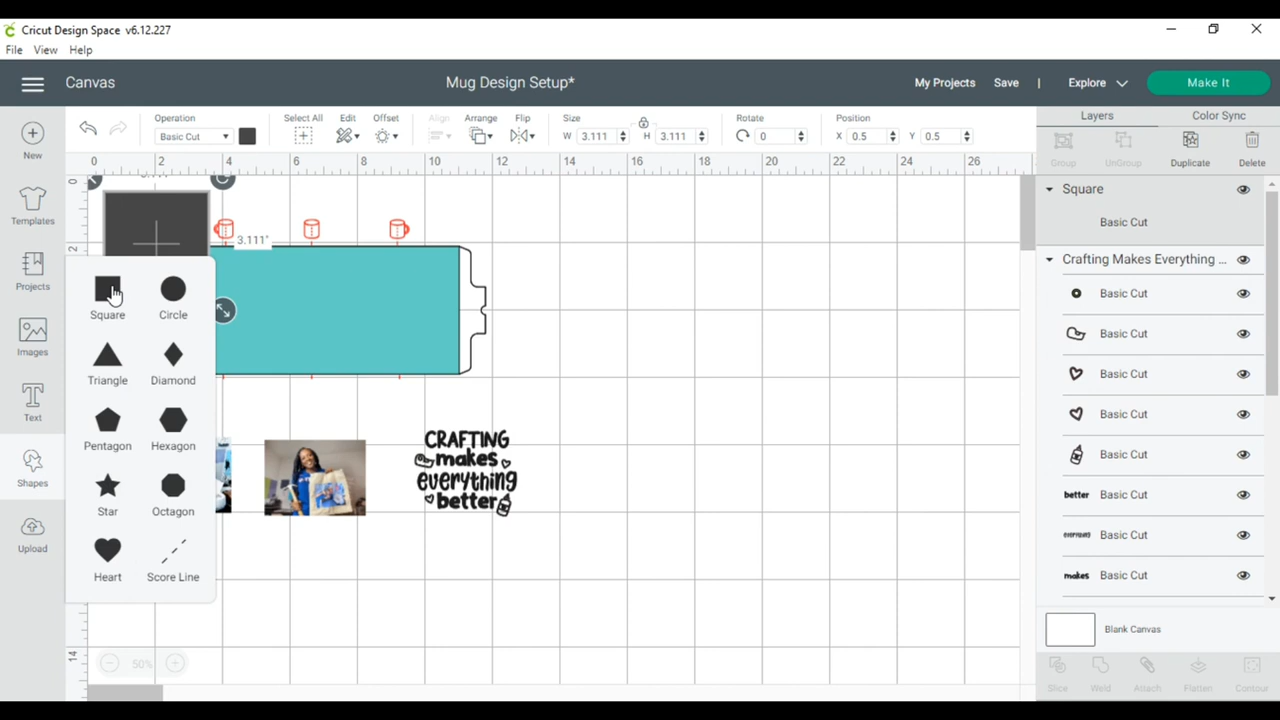 Cricut Design Space v6.12.227
File View Help
Canvas
Mug Design Setup*
My Projects Save | Explore Make It
Operation
Basic Cut
Select All Edit Offset Align Arrange Flip
Size
W 3.111 H 3.111
Rotate
0
Position
X 0.5 Y 0.5
Layers Color Sync
Group UnGroup Duplicate Delete
New
Templates
Projects
Images
Text
Shapes
Upload
0 2 4 6 8 10 12 14 16 18 20 22 24 26
0
2
14
3.111"
Square Circle
Triangle Diamond
Pentagon Hexagon
Star Octagon
Heart Score Line
CRAFTING
makes
everything
better
50%
Square
Basic Cut
Crafting Makes Everything ...
Basic Cut
Basic Cut
Basic Cut
Basic Cut
Basic Cut
better Basic Cut
everything Basic Cut
makes Basic Cut
Blank Canvas
Slice Weld Attach Flatten Contour